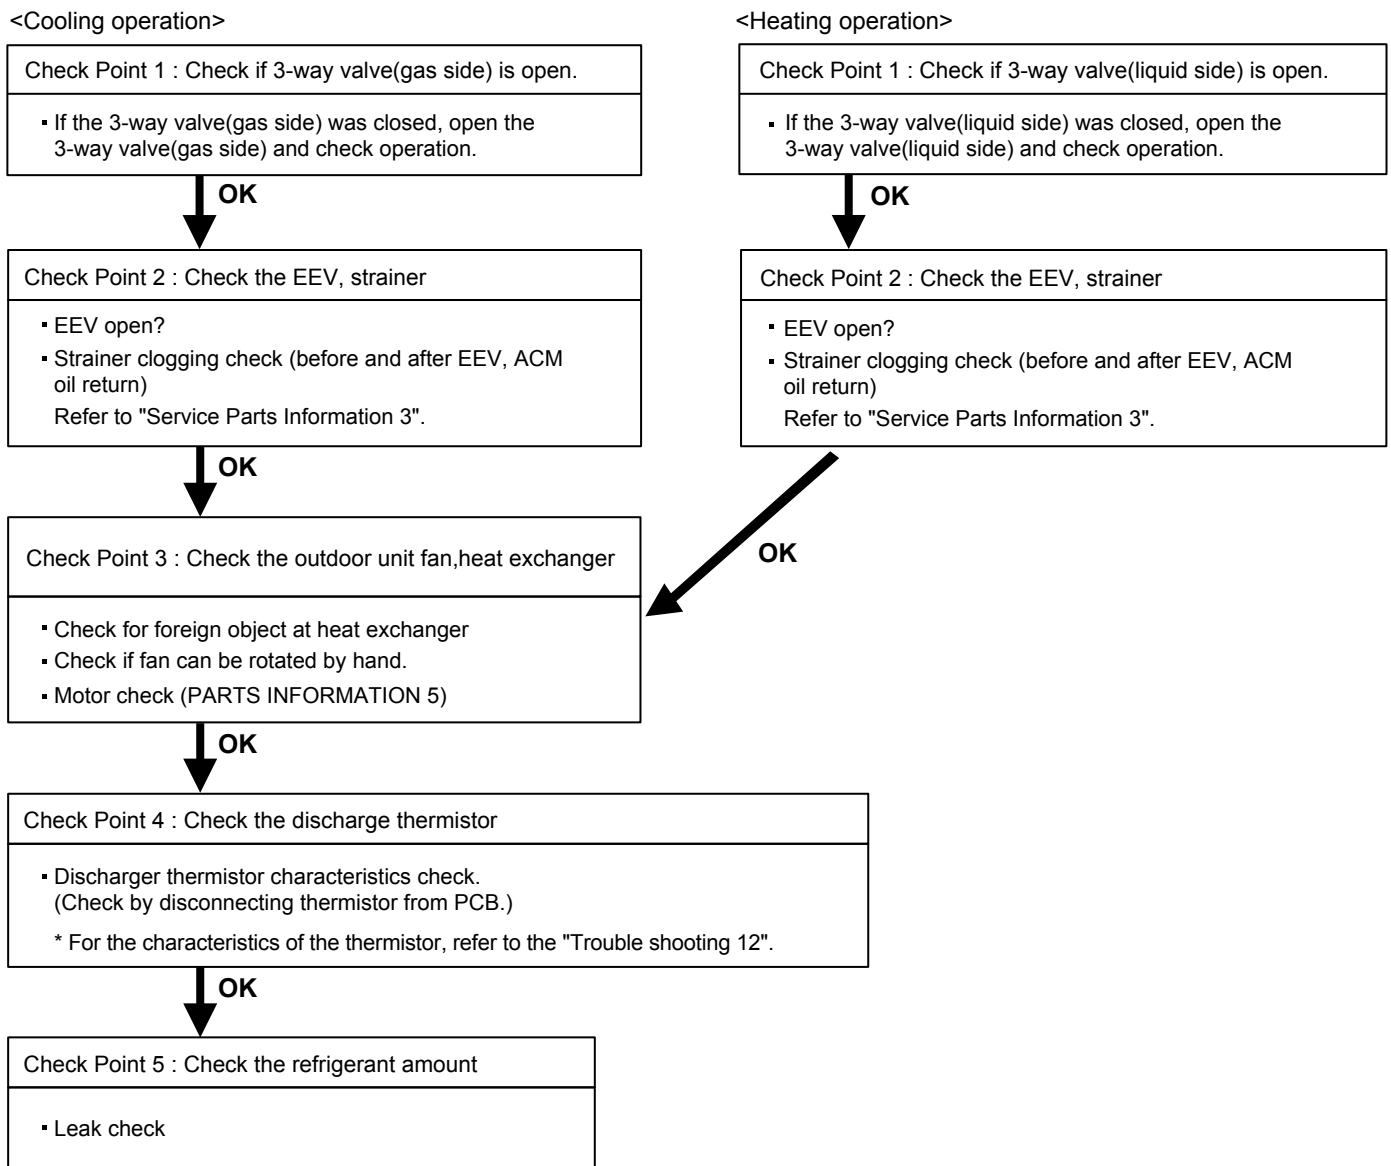 <Cooling operation>
Check Point 1 : Check if 3-way valve(gas side) is open.
▪ If the 3-way valve(gas side) was closed, open the
3-way valve(gas side) and check operation.
OK
Check Point 2 : Check the EEV, strainer
▪ EEV open?
▪ Strainer clogging check (before and after EEV, ACM
oil return)
Refer to "Service Parts Information 3".
OK
<Heating operation>
Check Point 1 : Check if 3-way valve(liquid side) is open.
▪ If the 3-way valve(liquid side) was closed, open the
3-way valve(liquid side) and check operation.
OK
Check Point 2 : Check the EEV, strainer
▪ EEV open?
▪ Strainer clogging check (before and after EEV, ACM
oil return)
Refer to "Service Parts Information 3".
OK
Check Point 3 : Check the outdoor unit fan,heat exchanger
▪ Check for foreign object at heat exchanger
▪ Check if fan can be rotated by hand.
▪ Motor check (PARTS INFORMATION 5)
OK
Check Point 4 : Check the discharge thermistor
▪ Discharger thermistor characteristics check.
(Check by disconnecting thermistor from PCB.)
* For the characteristics of the thermistor, refer to the "Trouble shooting 12".
OK
Check Point 5 : Check the refrigerant amount
▪ Leak check